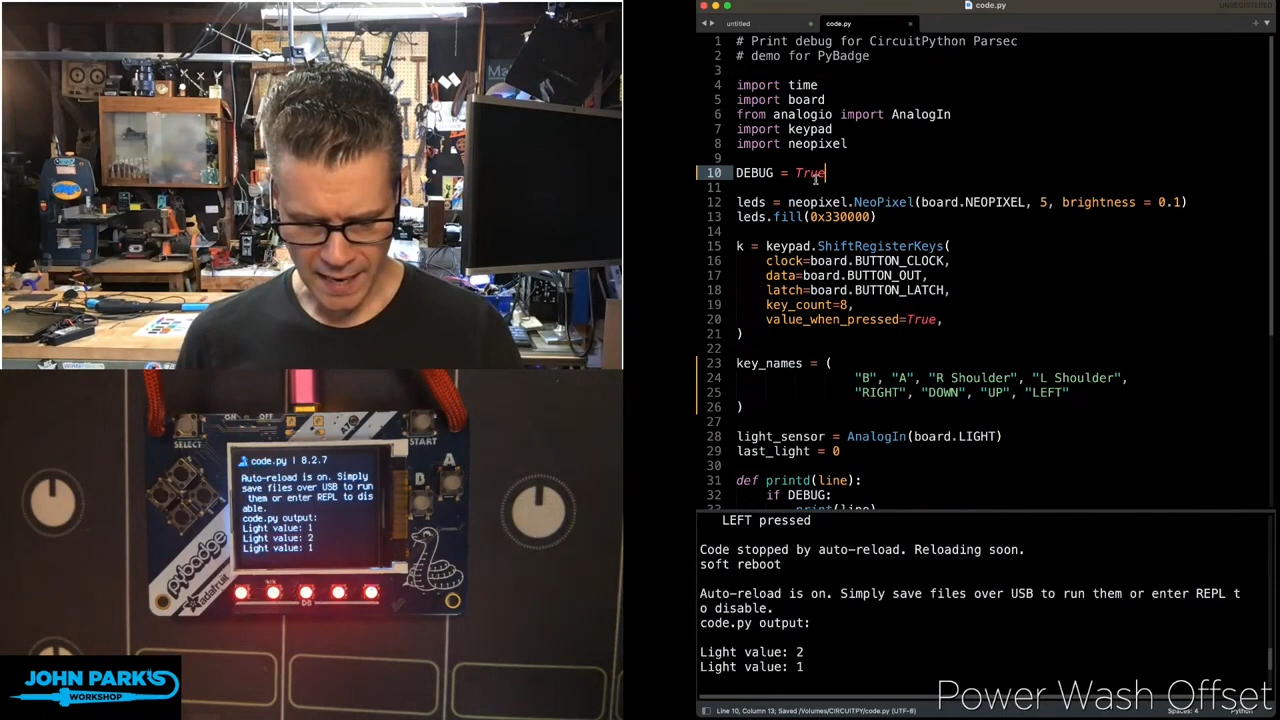 code.py
UNREGISTERED
untitled
code.py
1 # Print debug for CircuitPython Parsec
2 # demo for PyBadge
3
4 import time
5 import board
6 from analogio import AnalogIn
7 import keypad
8 import neopixel
9
10 DEBUG = True
11
12 leds = neopixel.NeoPixel(board.NEOPIXEL, 5, brightness = 0.1)
13 leds.fill(0x330000)
14
15 k = keypad.ShiftRegisterKeys(
16 clock=board.BUTTON_CLOCK,
17 data=board.BUTTON_OUT,
18 latch=board.BUTTON_LATCH,
19 key_count=8,
20 value_when_pressed=True,
21 )
22
23 key_names = (
24 "B", "A", "R Shoulder", "L Shoulder",
25 "RIGHT", "DOWN", "UP", "LEFT"
26 )
27
28 light_sensor = AnalogIn(board.LIGHT)
29 last_light = 0
30
31 def printd(line):
32 if DEBUG:
33 print(line)
LEFT pressed
Code stopped by auto-reload. Reloading soon.
soft reboot
Auto-reload is on. Simply save files over USB to run them or enter REPL t
o disable.
code.py output:
Light value: 2
Light value: 1
Line 10, Column 13; Saved /Volumes/CIRCUITPY/code.py (UTF-8)
Spaces: 4
Python
Power Wash Offset
ON OFF
SELECT
START
A
B
code.py | 8.2.7
Auto-reload is on. Simply
save files over USB to run
them or enter REPL to dis
able.
code.py output:
Light value: 1
Light value: 2
Light value: 1
pybadge
adafruit
D8
JOHN PARK'S
WORKSHOP